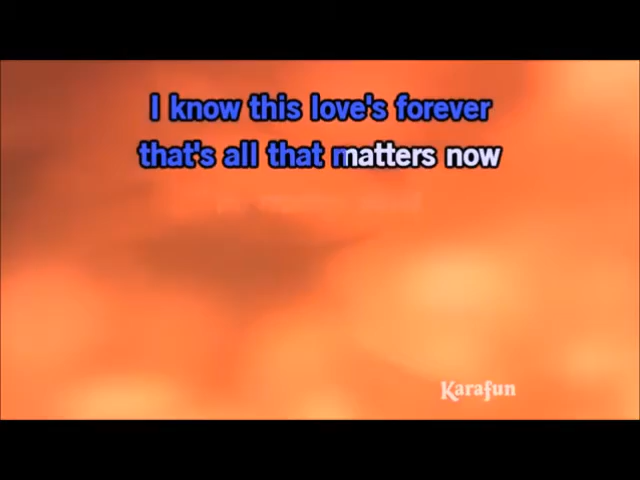 I know this love's forever
that's all that matters now
Karafun